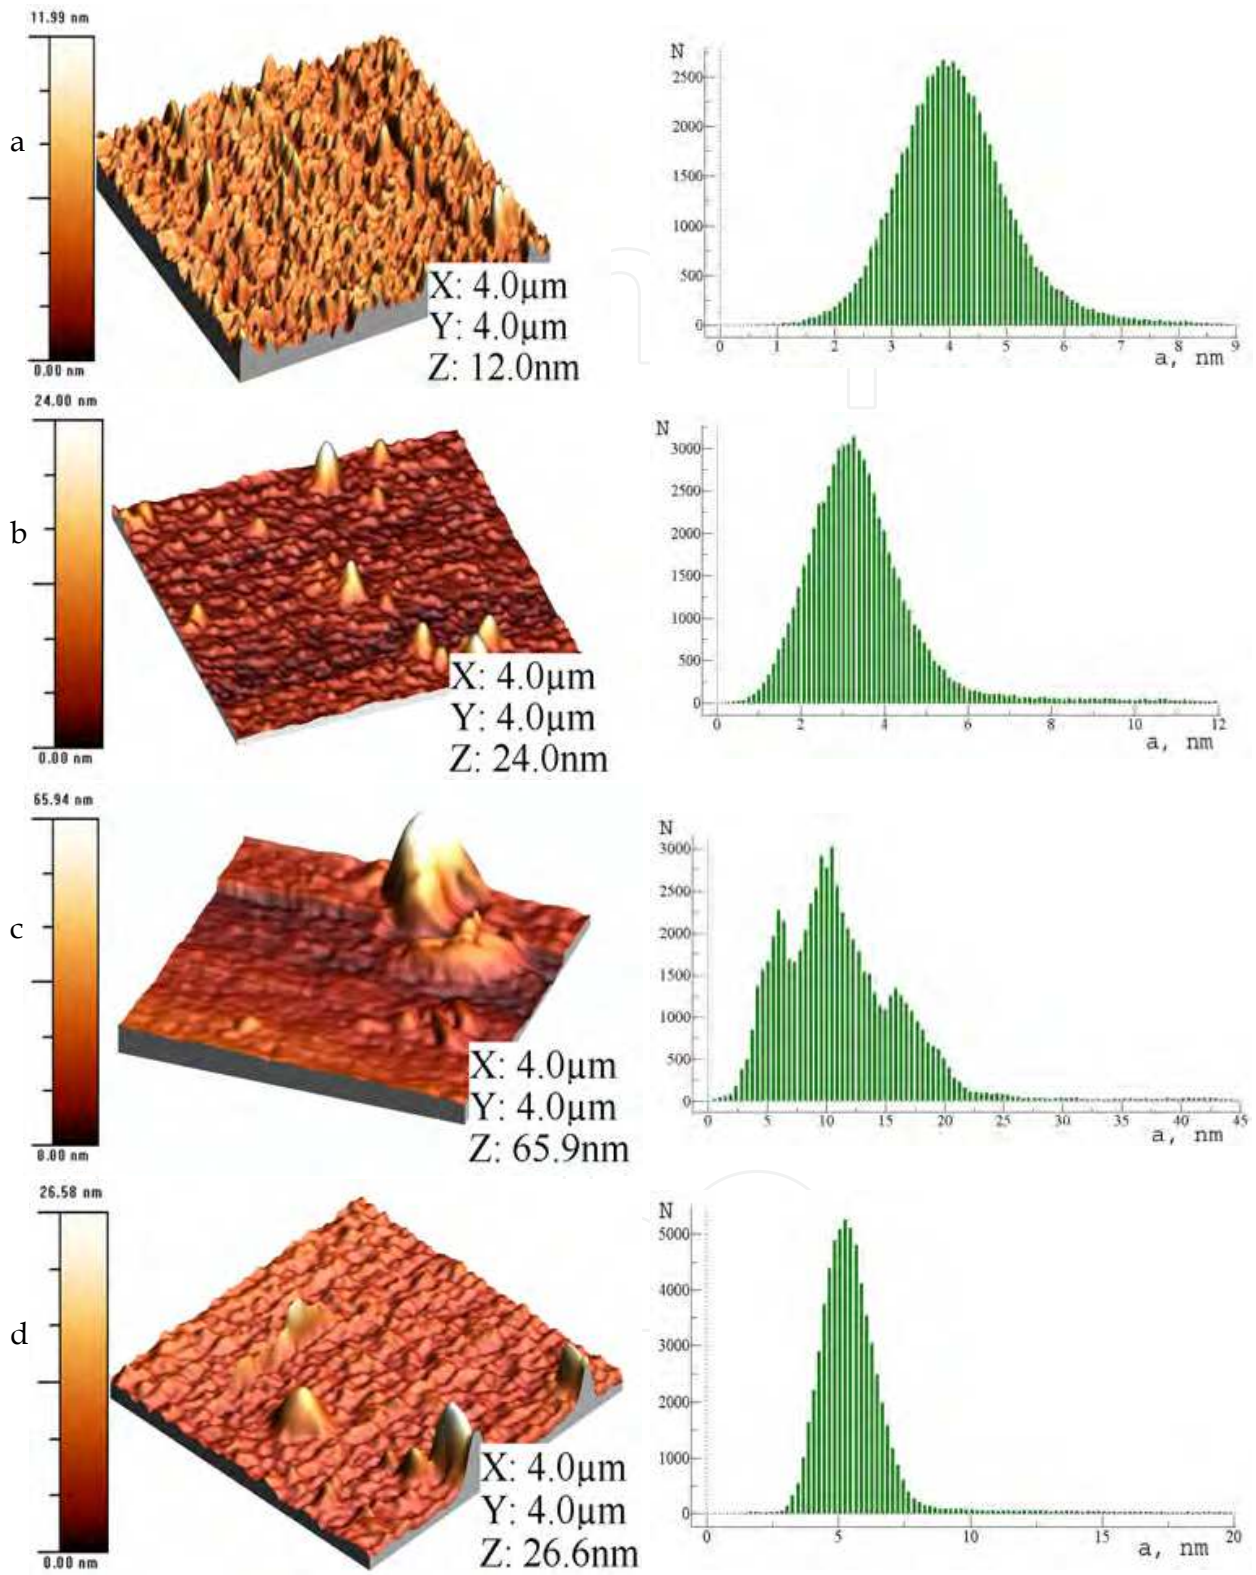 11.99 nm
a
0.00 nm
X: 4.0µm
Y: 4.0µm
Z: 12.0nm
N
2500
2000
1500
1000
500
0
0 1 2 3 4 5 6 7 8 9
a, nm
24.00 nm
b
0.00 nm
X: 4.0µm
Y: 4.0µm
Z: 24.0nm
N
3000
2500
2000
1500
1000
500
0
0 2 4 6 8 10 12
a, nm
65.94 nm
c
0.00 nm
X: 4.0µm
Y: 4.0µm
Z: 65.9nm
N
3000
2500
2000
1500
1000
500
0
0 5 10 15 20 25 30 35 40 45
a, nm
26.58 nm
d
0.00 nm
X: 4.0µm
Y: 4.0µm
Z: 26.6nm
N
5000
4000
3000
2000
1000
0
0 5 10 15 20
a, nm